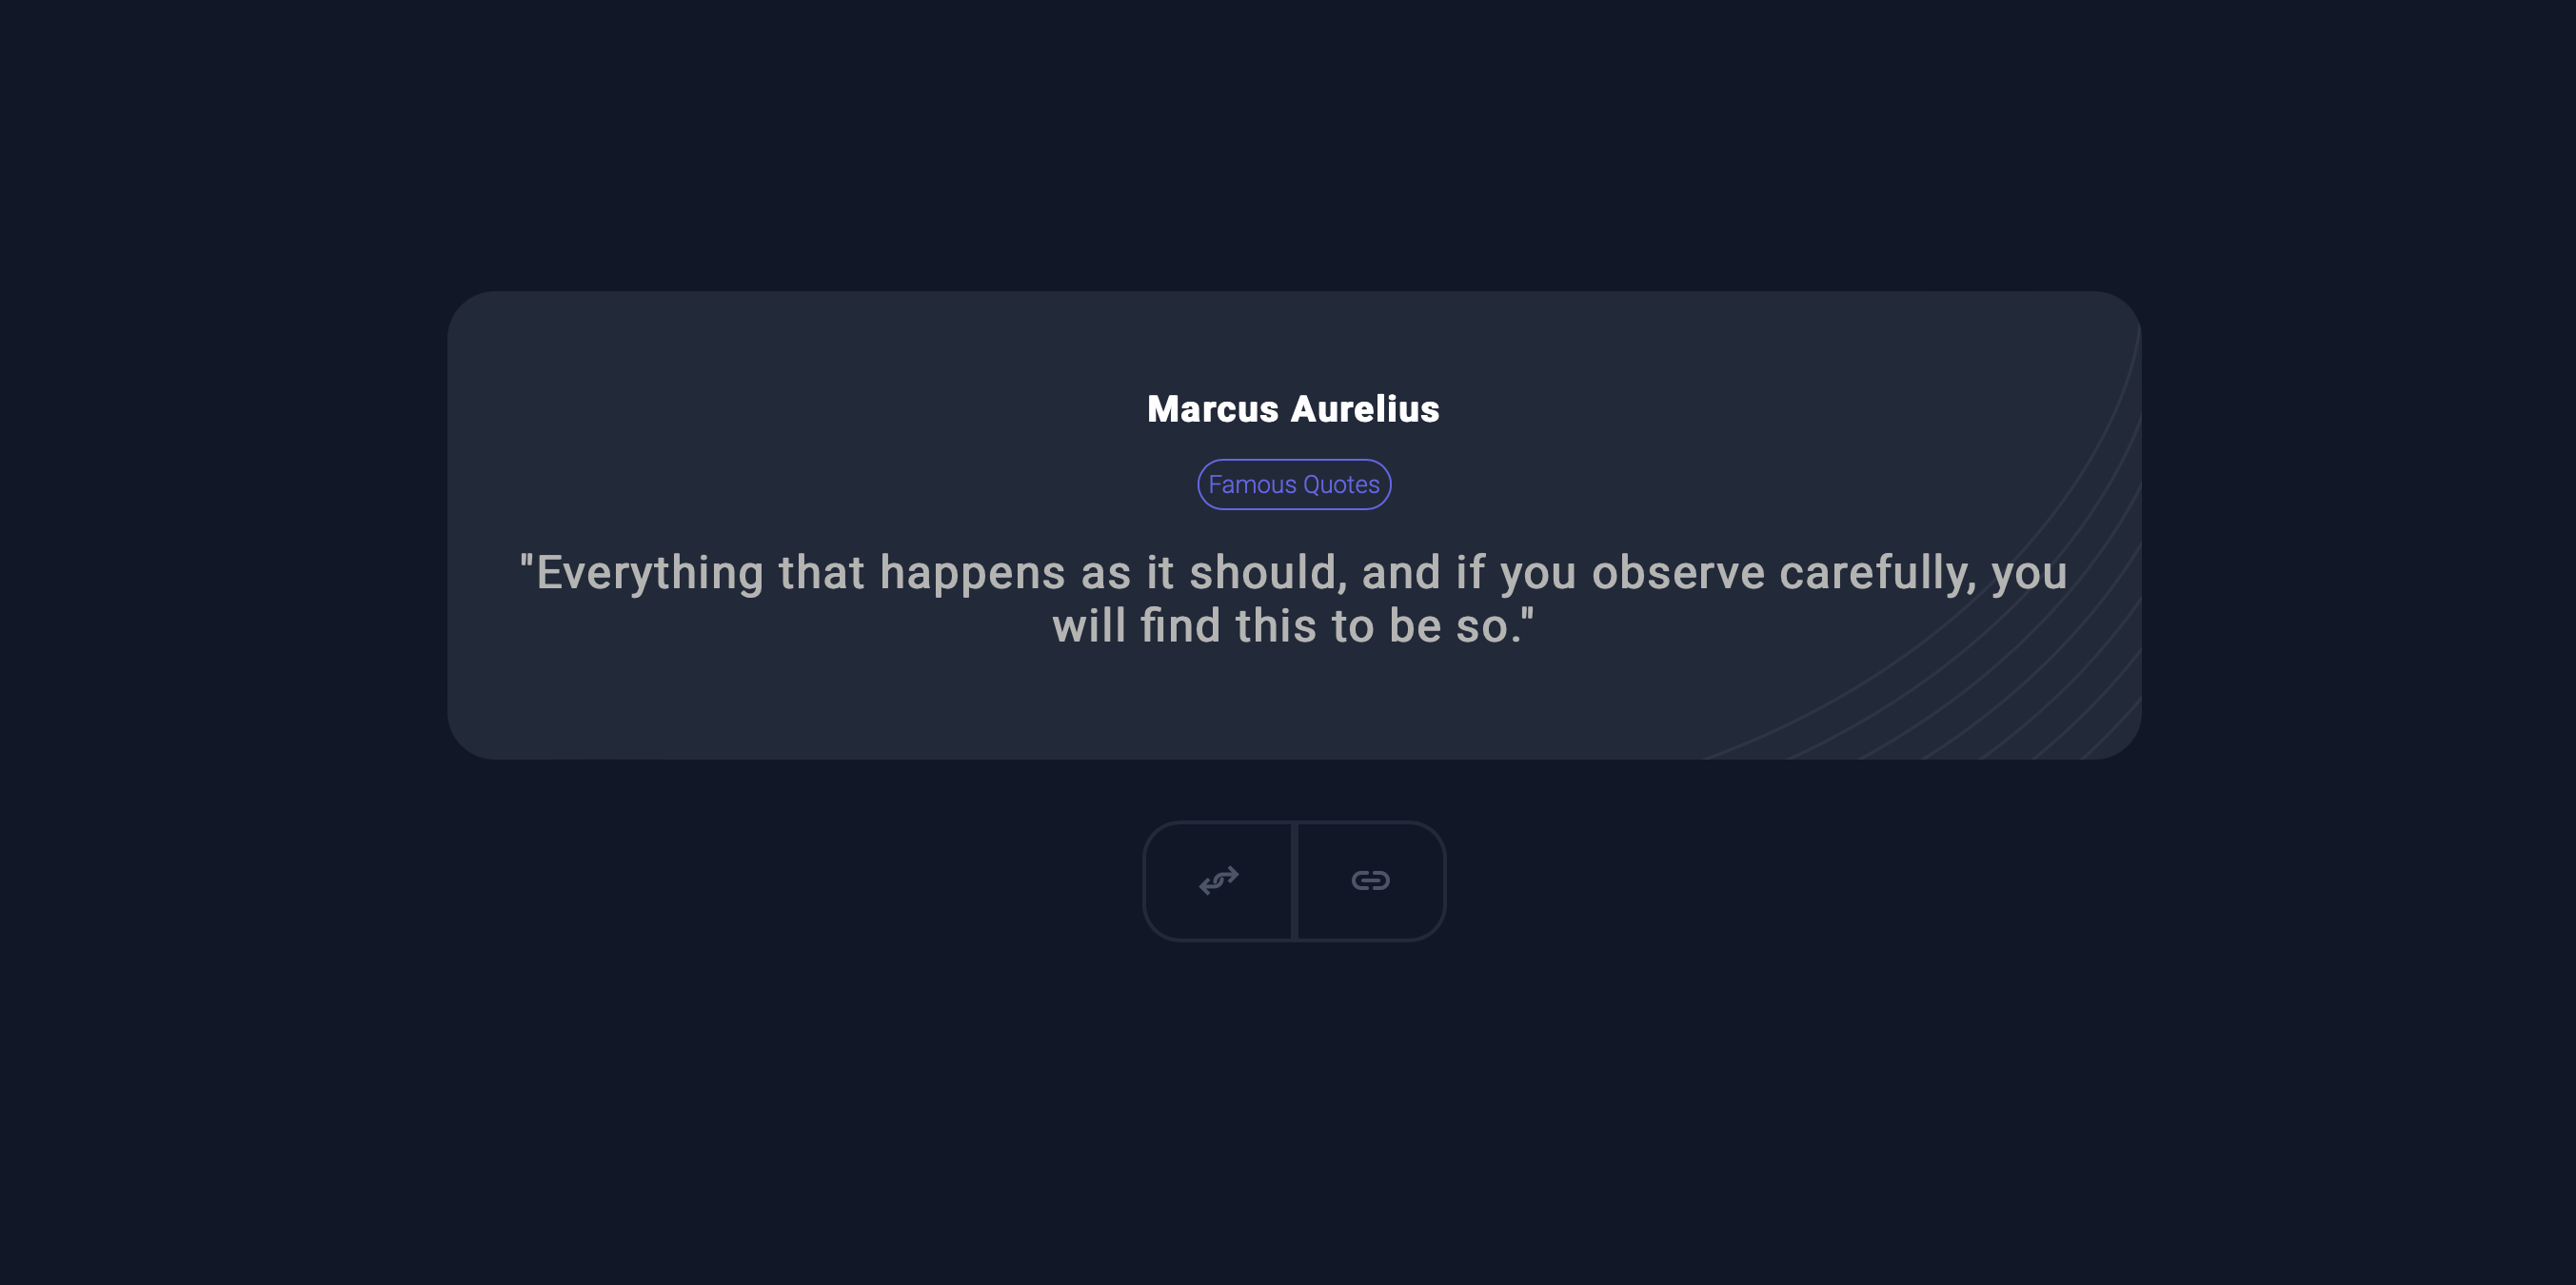 Marcus Aurelius
Famous Quotes
"Everything that happens as it should, and if you observe carefully, you
will find this to be so."